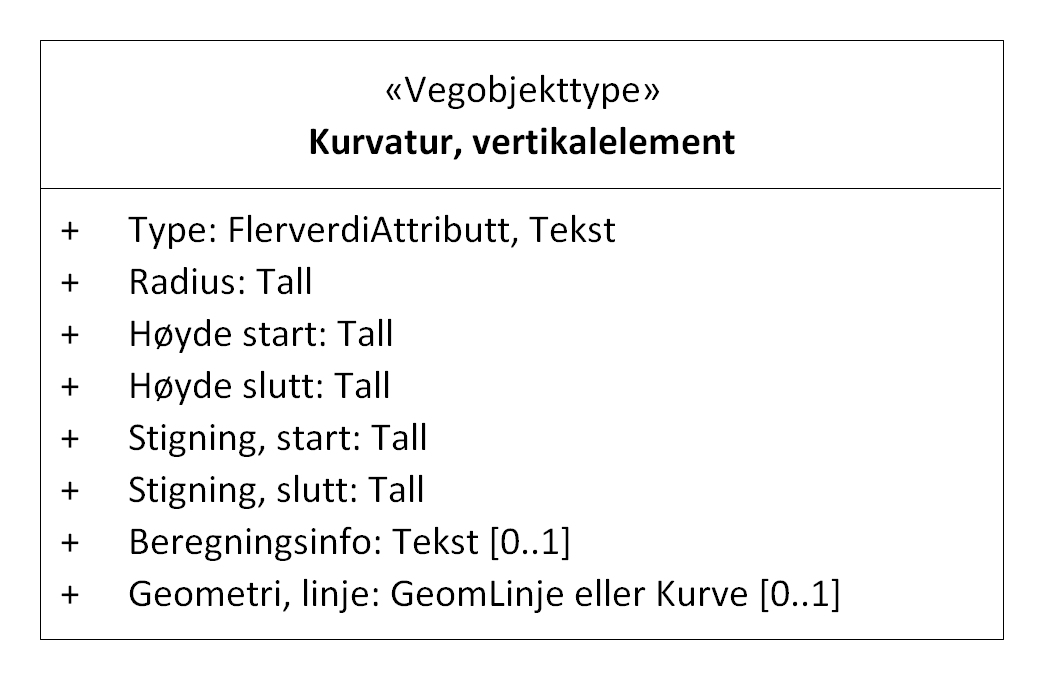 «Vegobjekttype»
Kurvatur, vertikalelement
+ Type: FlerverdiAttributt, Tekst
+ Radius: Tall
+ Høyde start: Tall
+ Høyde slutt: Tall
+ Stigning, start: Tall
+ Stigning, slutt: Tall
+ Beregningsinfo: Tekst [0..1]
+ Geometri, linje: GeomLinje eller Kurve [0..1]